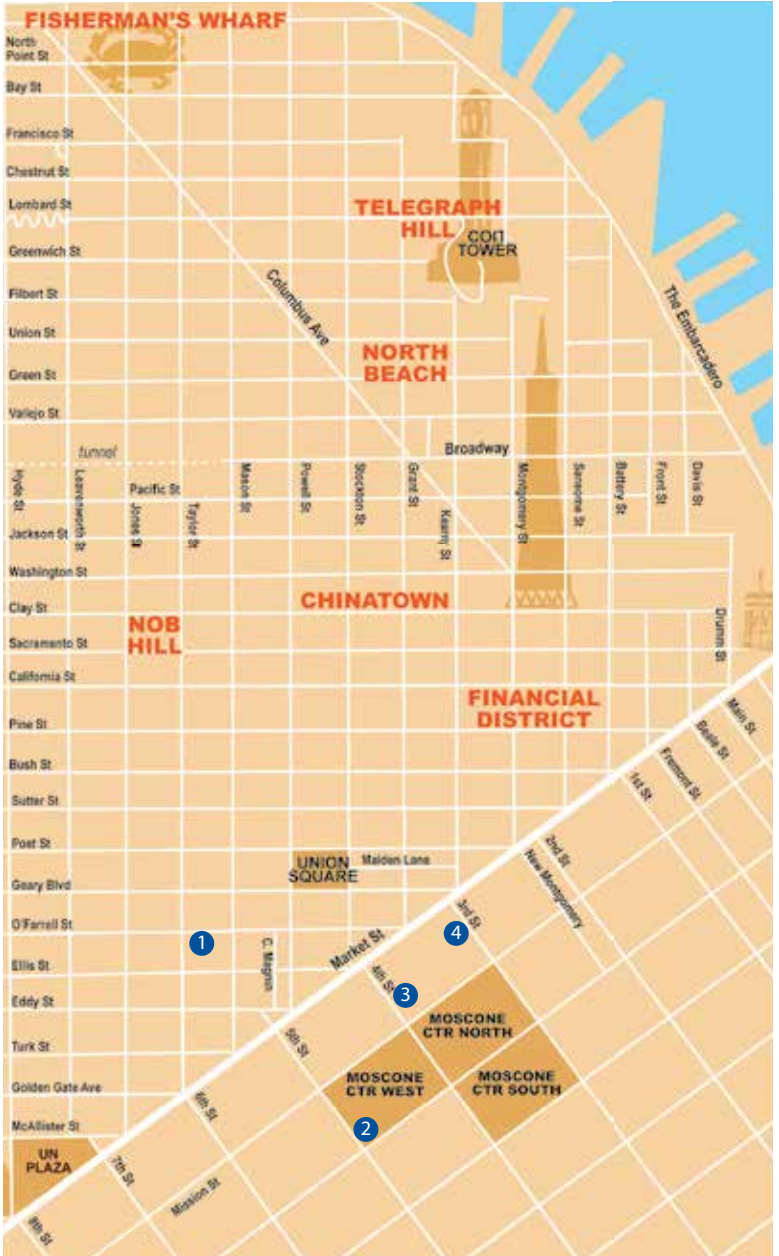 FISHERMAN'S WHARF
North
Point St
Bay St
Francisco St
Chestnut St
Lombard St
TELEGRAPH
HILL
COIT
TOWER
Greenwich St
Filbert St
Columbus Ave
The Embarcadero
Union St
NORTH
BEACH
Green St
Vallejo St
tunnel
Broadway
Hyde St
Leavenworth St
Pacific St
Jones St
Taylor St
Mason St
Powell St
Stockton St
Grant St
Kearny St
Montgomery St
Sansome St
Battery St
Front St
Davis St
Jackson St
Washington St
Clay St
CHINATOWN
NOB
HILL
Drumm St
Sacramento St
California St
FINANCIAL
DISTRICT
Pine St
Main St
Beale St
Fremont St
1st St
Bush St
Sutter St
Post St
UNION
SQUARE
Maiden Lane
2nd St
New Montgomery
Geary Blvd
3rd St
O'Farrell St
1
C. Magnin
Market St
4
Ellis St
4th St
3
Eddy St
MOSCONE
CTR NORTH
Turk St
5th St
MOSCONE
CTR WEST
MOSCONE
CTR SOUTH
Golden Gate Ave
6th St
2
McAllister St
UN
PLAZA
7th St
Mission St
8th St